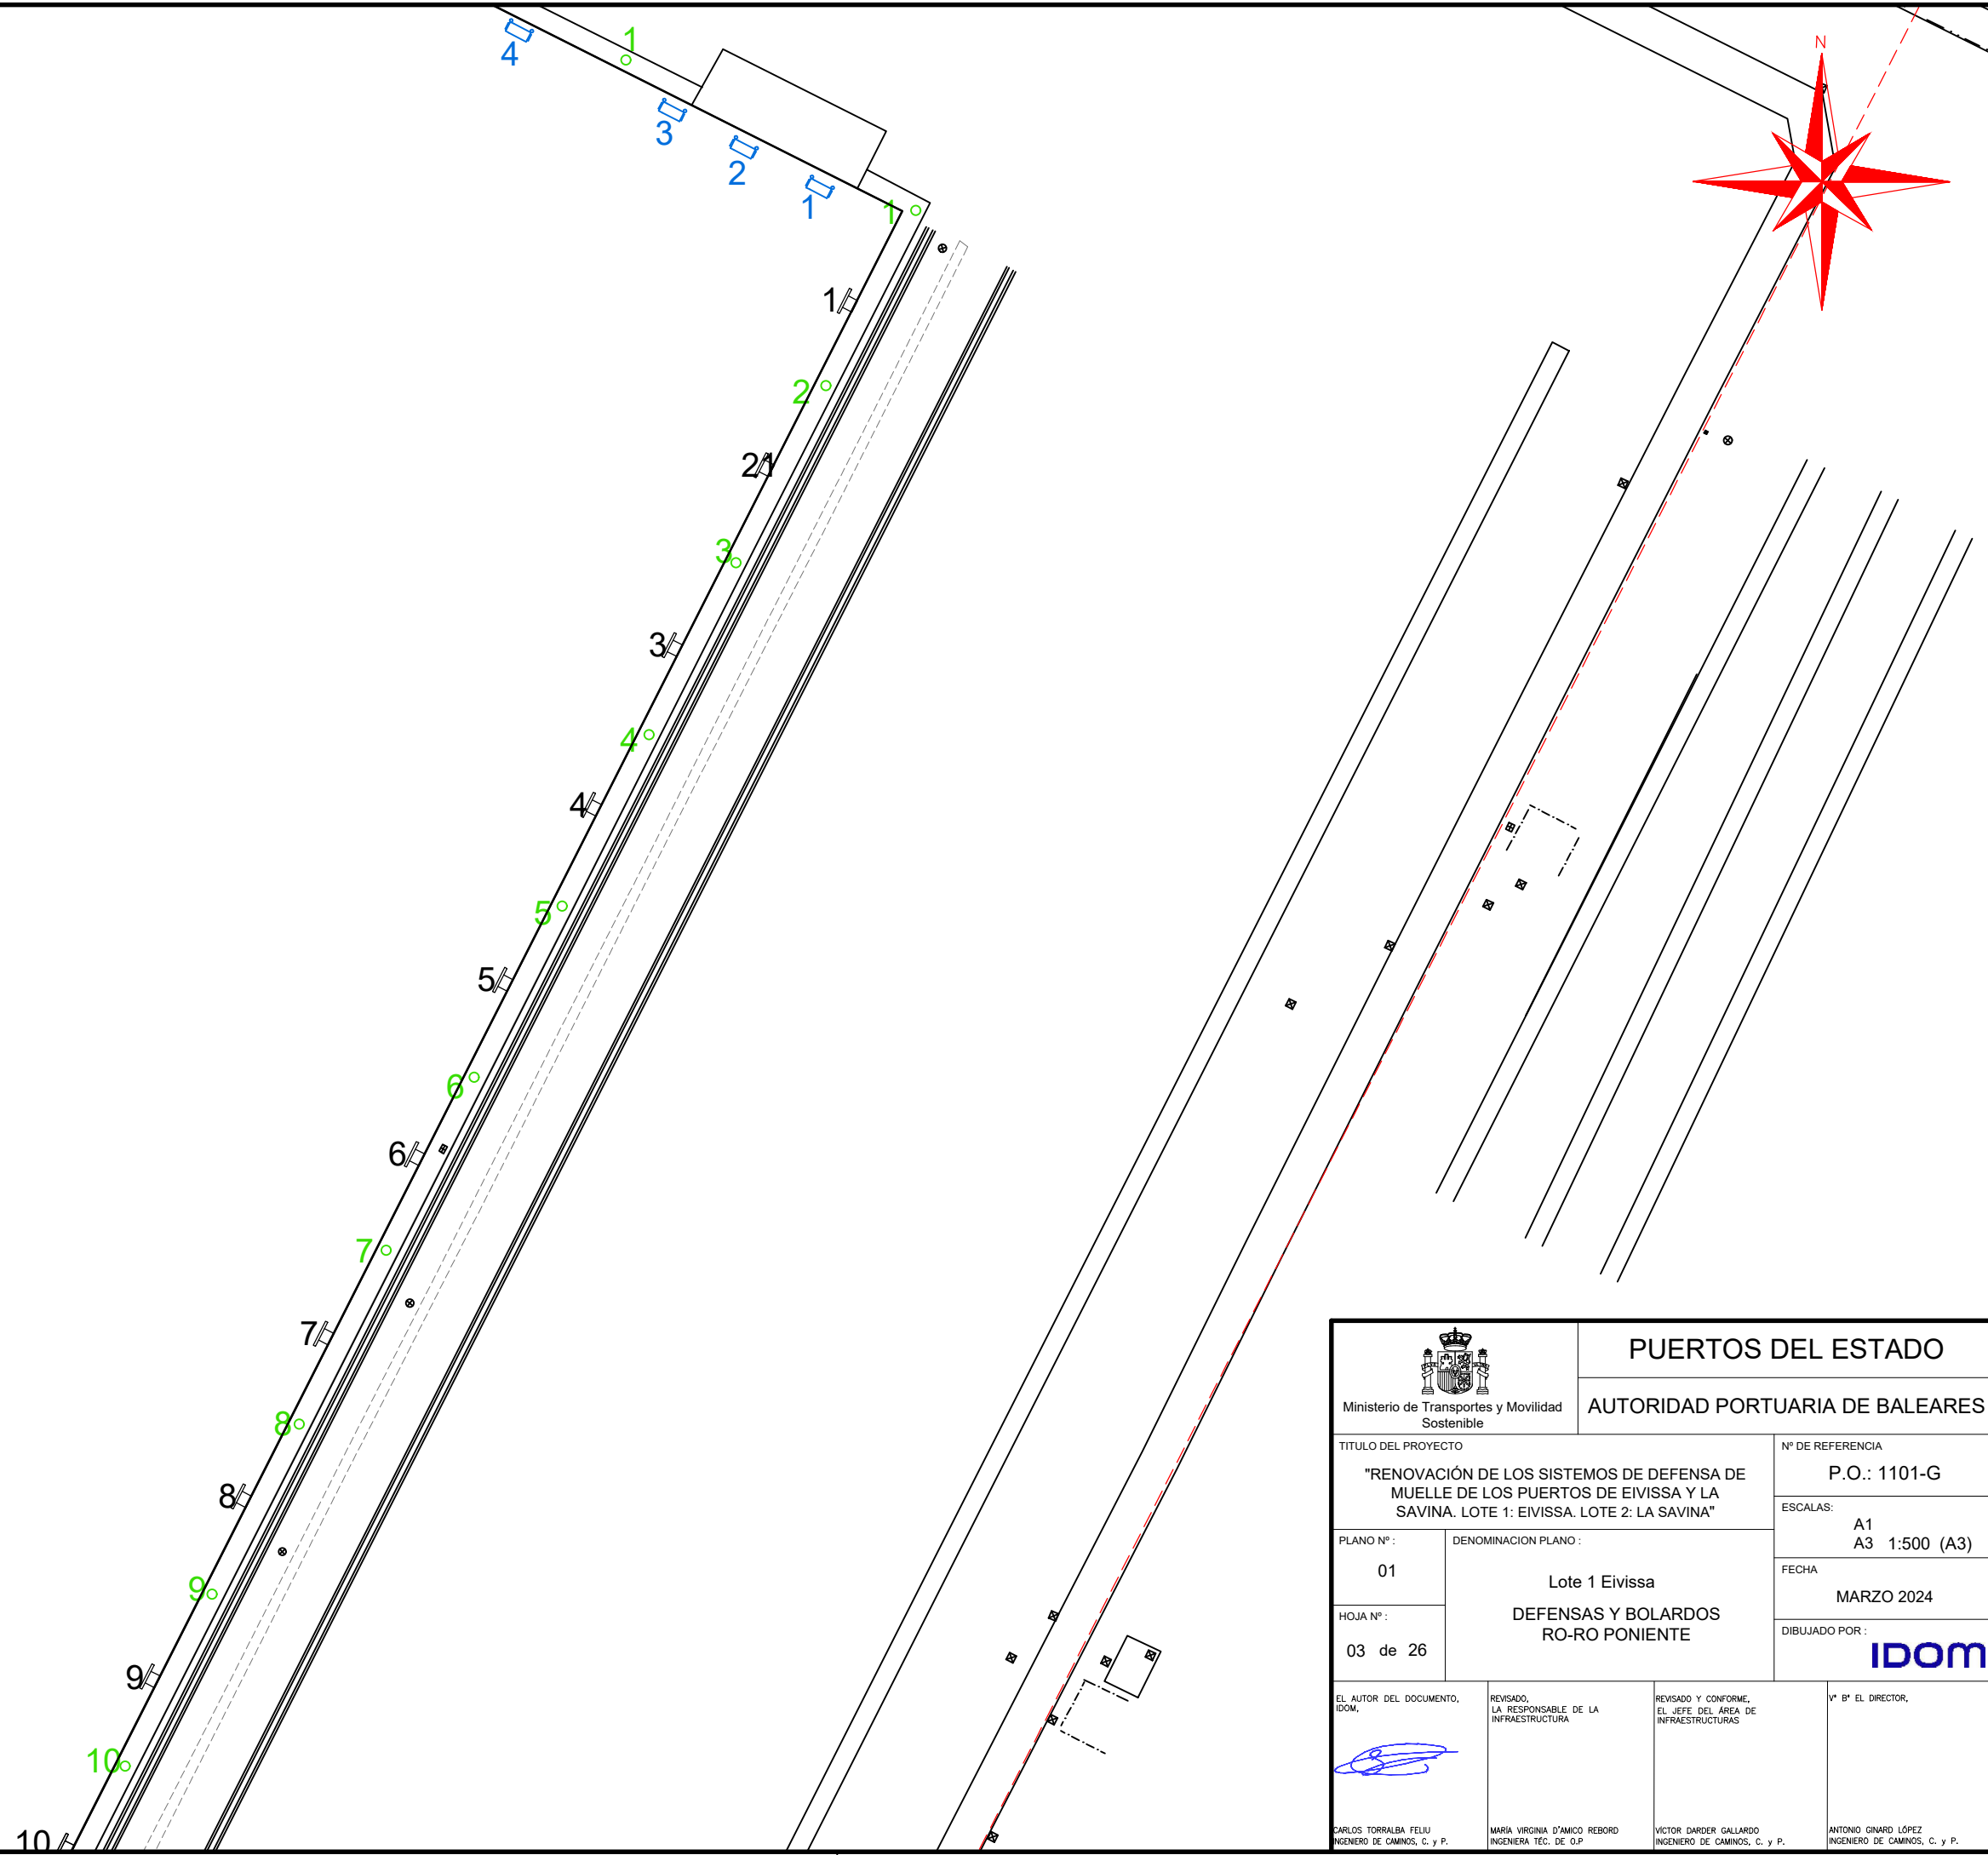 4
1
3
2
1
1
N
1
2
21
3
3
4
4
5
5
6
6
7
7
8
8
9
9
10
10
Ministerio de Transportes y Movilidad
Sostenible
PUERTOS DEL ESTADO
AUTORIDAD PORTUARIA DE BALEARES
TITULO DEL PROYECTO
"RENOVACIÓN DE LOS SISTEMOS DE DEFENSA DE
MUELLE DE LOS PUERTOS DE EIVISSA Y LA
SAVINA. LOTE 1: EIVISSA. LOTE 2: LA SAVINA"
Nº DE REFERENCIA
P.O.: 1101-G
ESCALAS:
A1
A3 1:500 (A3)
PLANO Nº :
01
DENOMINACION PLANO :
Lote 1 Eivissa
DEFENSAS Y BOLARDOS
RO-RO PONIENTE
FECHA
MARZO 2024
HOJA Nº :
03 de 26
DIBUJADO POR :
IDOM
EL AUTOR DEL DOCUMENTO,
IDOM,
REVISADO,
LA RESPONSABLE DE LA
INFRAESTRUCTURA
REVISADO Y CONFORME,
EL JEFE DEL ÁREA DE
INFRAESTRUCTURAS
Vº Bº EL DIRECTOR,
CARLOS TORRALBA FELIU
INGENIERO DE CAMINOS, C. y P.
MARÍA VIRGINIA D'AMICO REBORD
INGENIERA TÉC. DE O.P
VÍCTOR DARDER GALLARDO
INGENIERO DE CAMINOS, C. y P.
ANTONIO GINARD LÓPEZ
INGENIERO DE CAMINOS, C. y P.